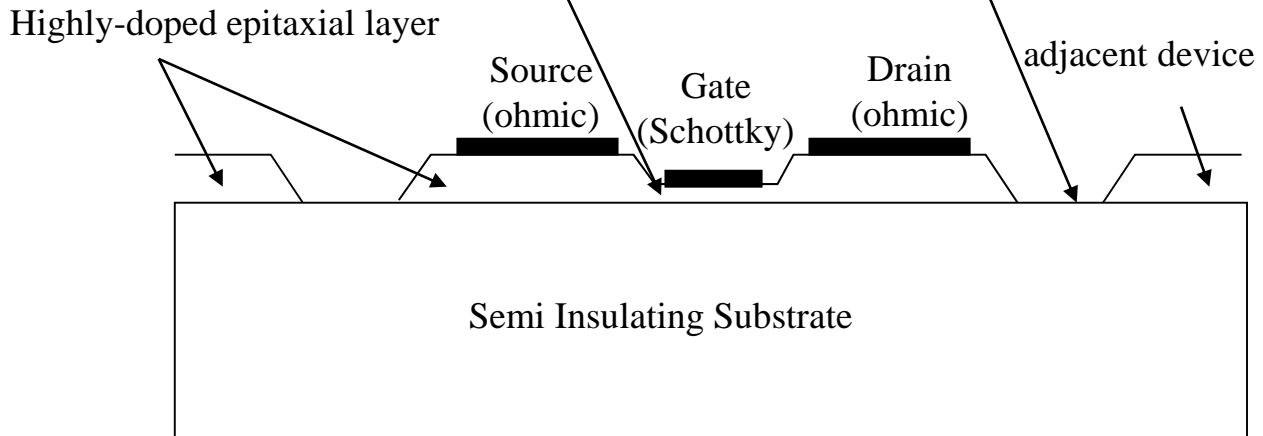 Highly-doped epitaxial layer
Source
(ohmic)
Gate
(Schottky)
Drain
(ohmic)
adjacent device
Semi Insulating Substrate